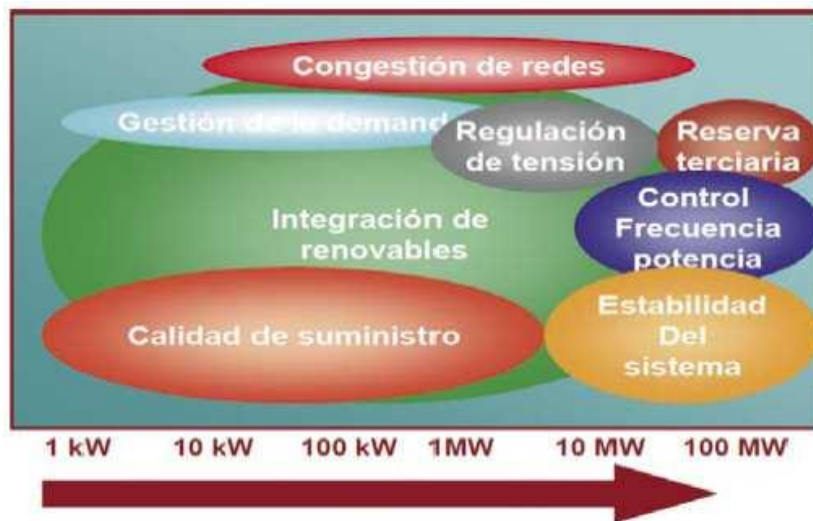 Congestión de redes
Gestión de la demand
Regulación
de tensión
Reserva
terciaria
Integración de
renovables
Control
Frecuencia
potencia
Calidad de suministro
Estabilidad
Del
sistema
1 kW 10 kW 100 kW 1MW 10 MW 100 MW